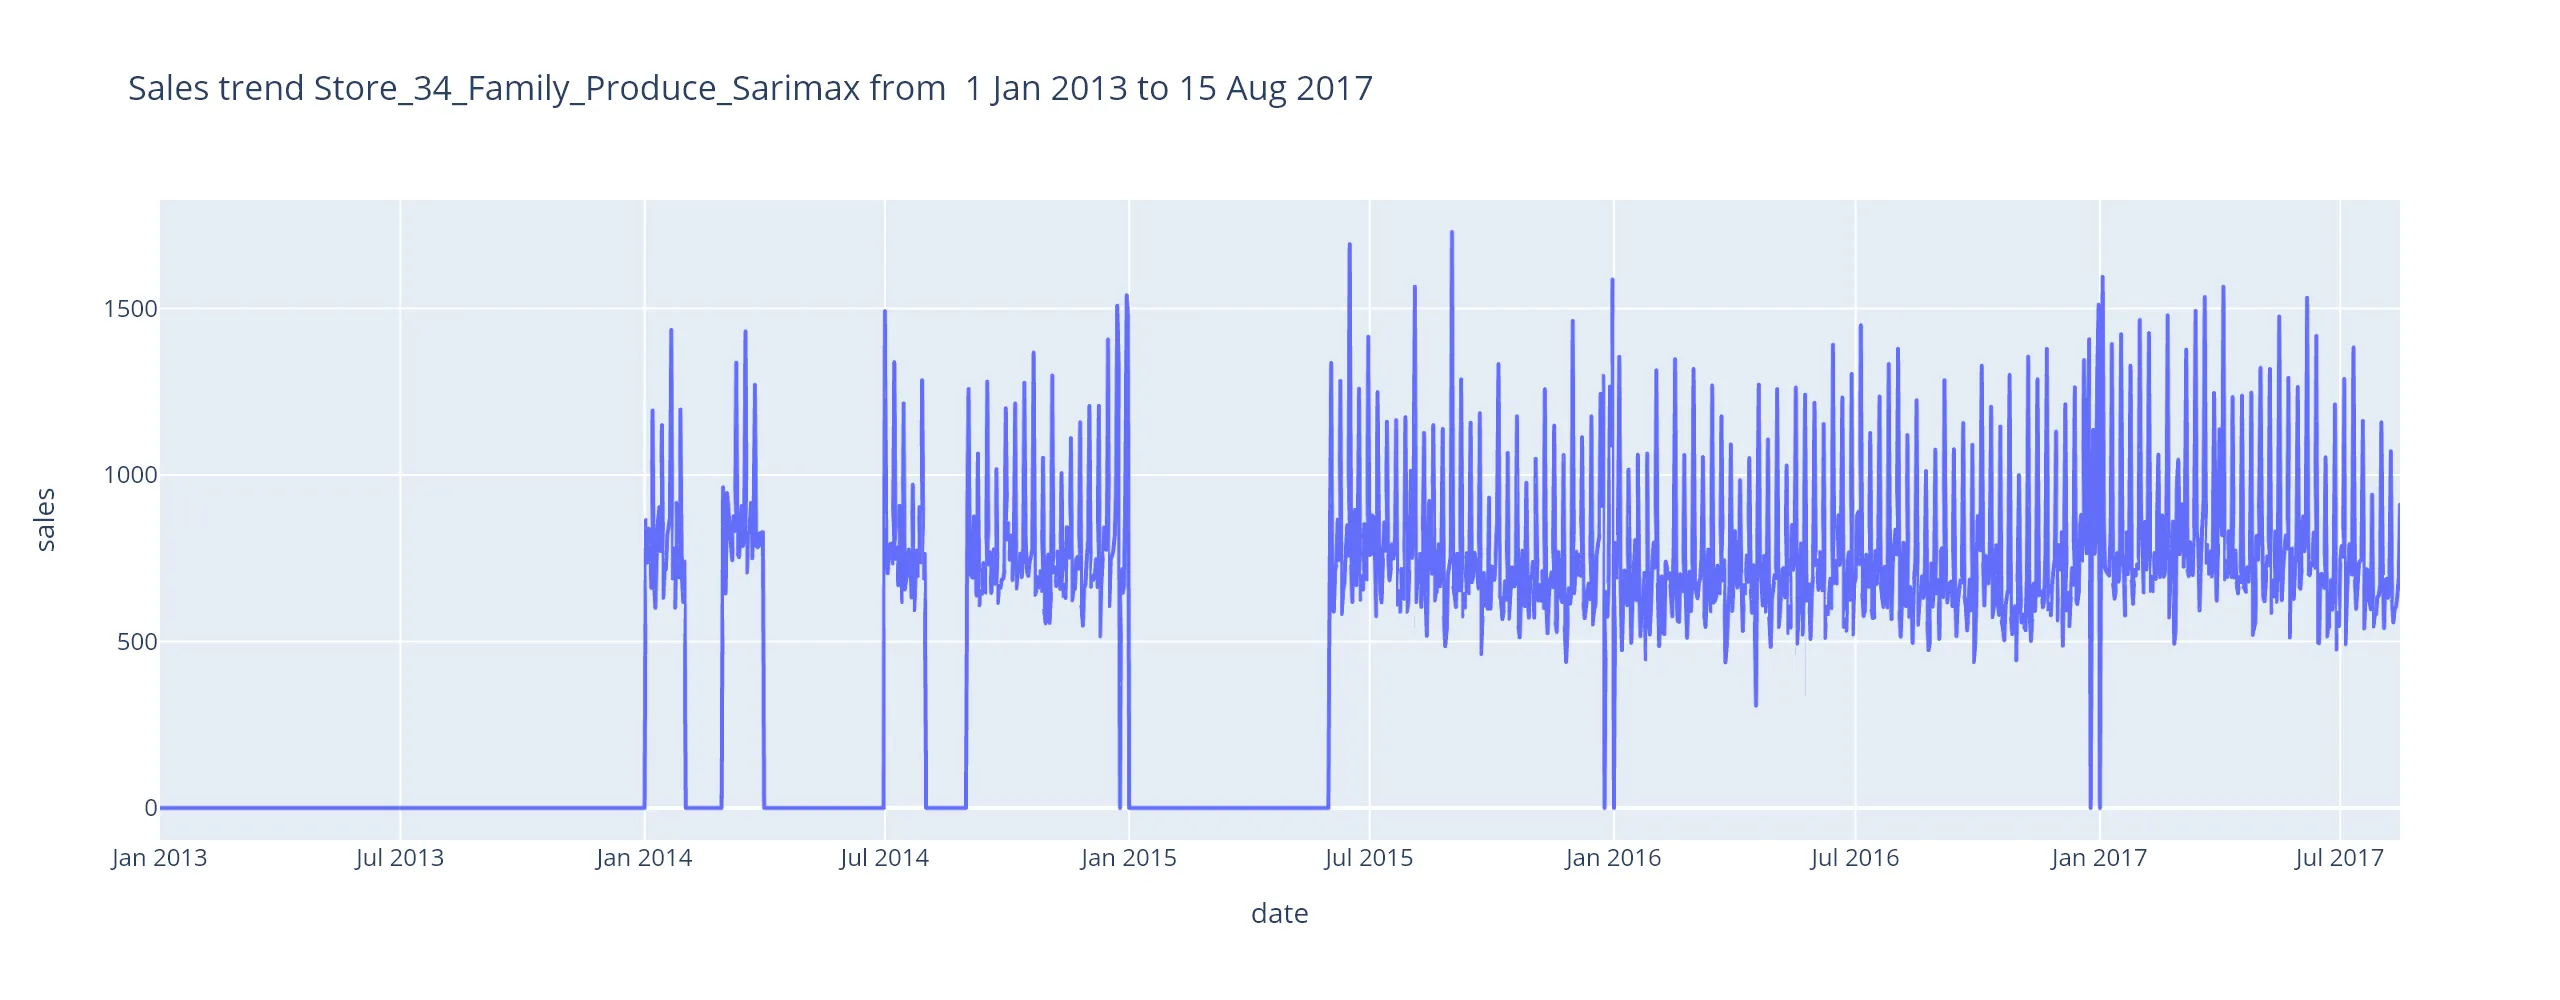 Sales trend Store_34_Family_Produce_Sarimax from  1 Jan 2013 to 15 Aug 2017
sales
1500
1000
500
0
Jan 2013 Jul 2013 Jan 2014 Jul 2014 Jan 2015 Jul 2015 Jan 2016 Jul 2016 Jan 2017 Jul 2017
date